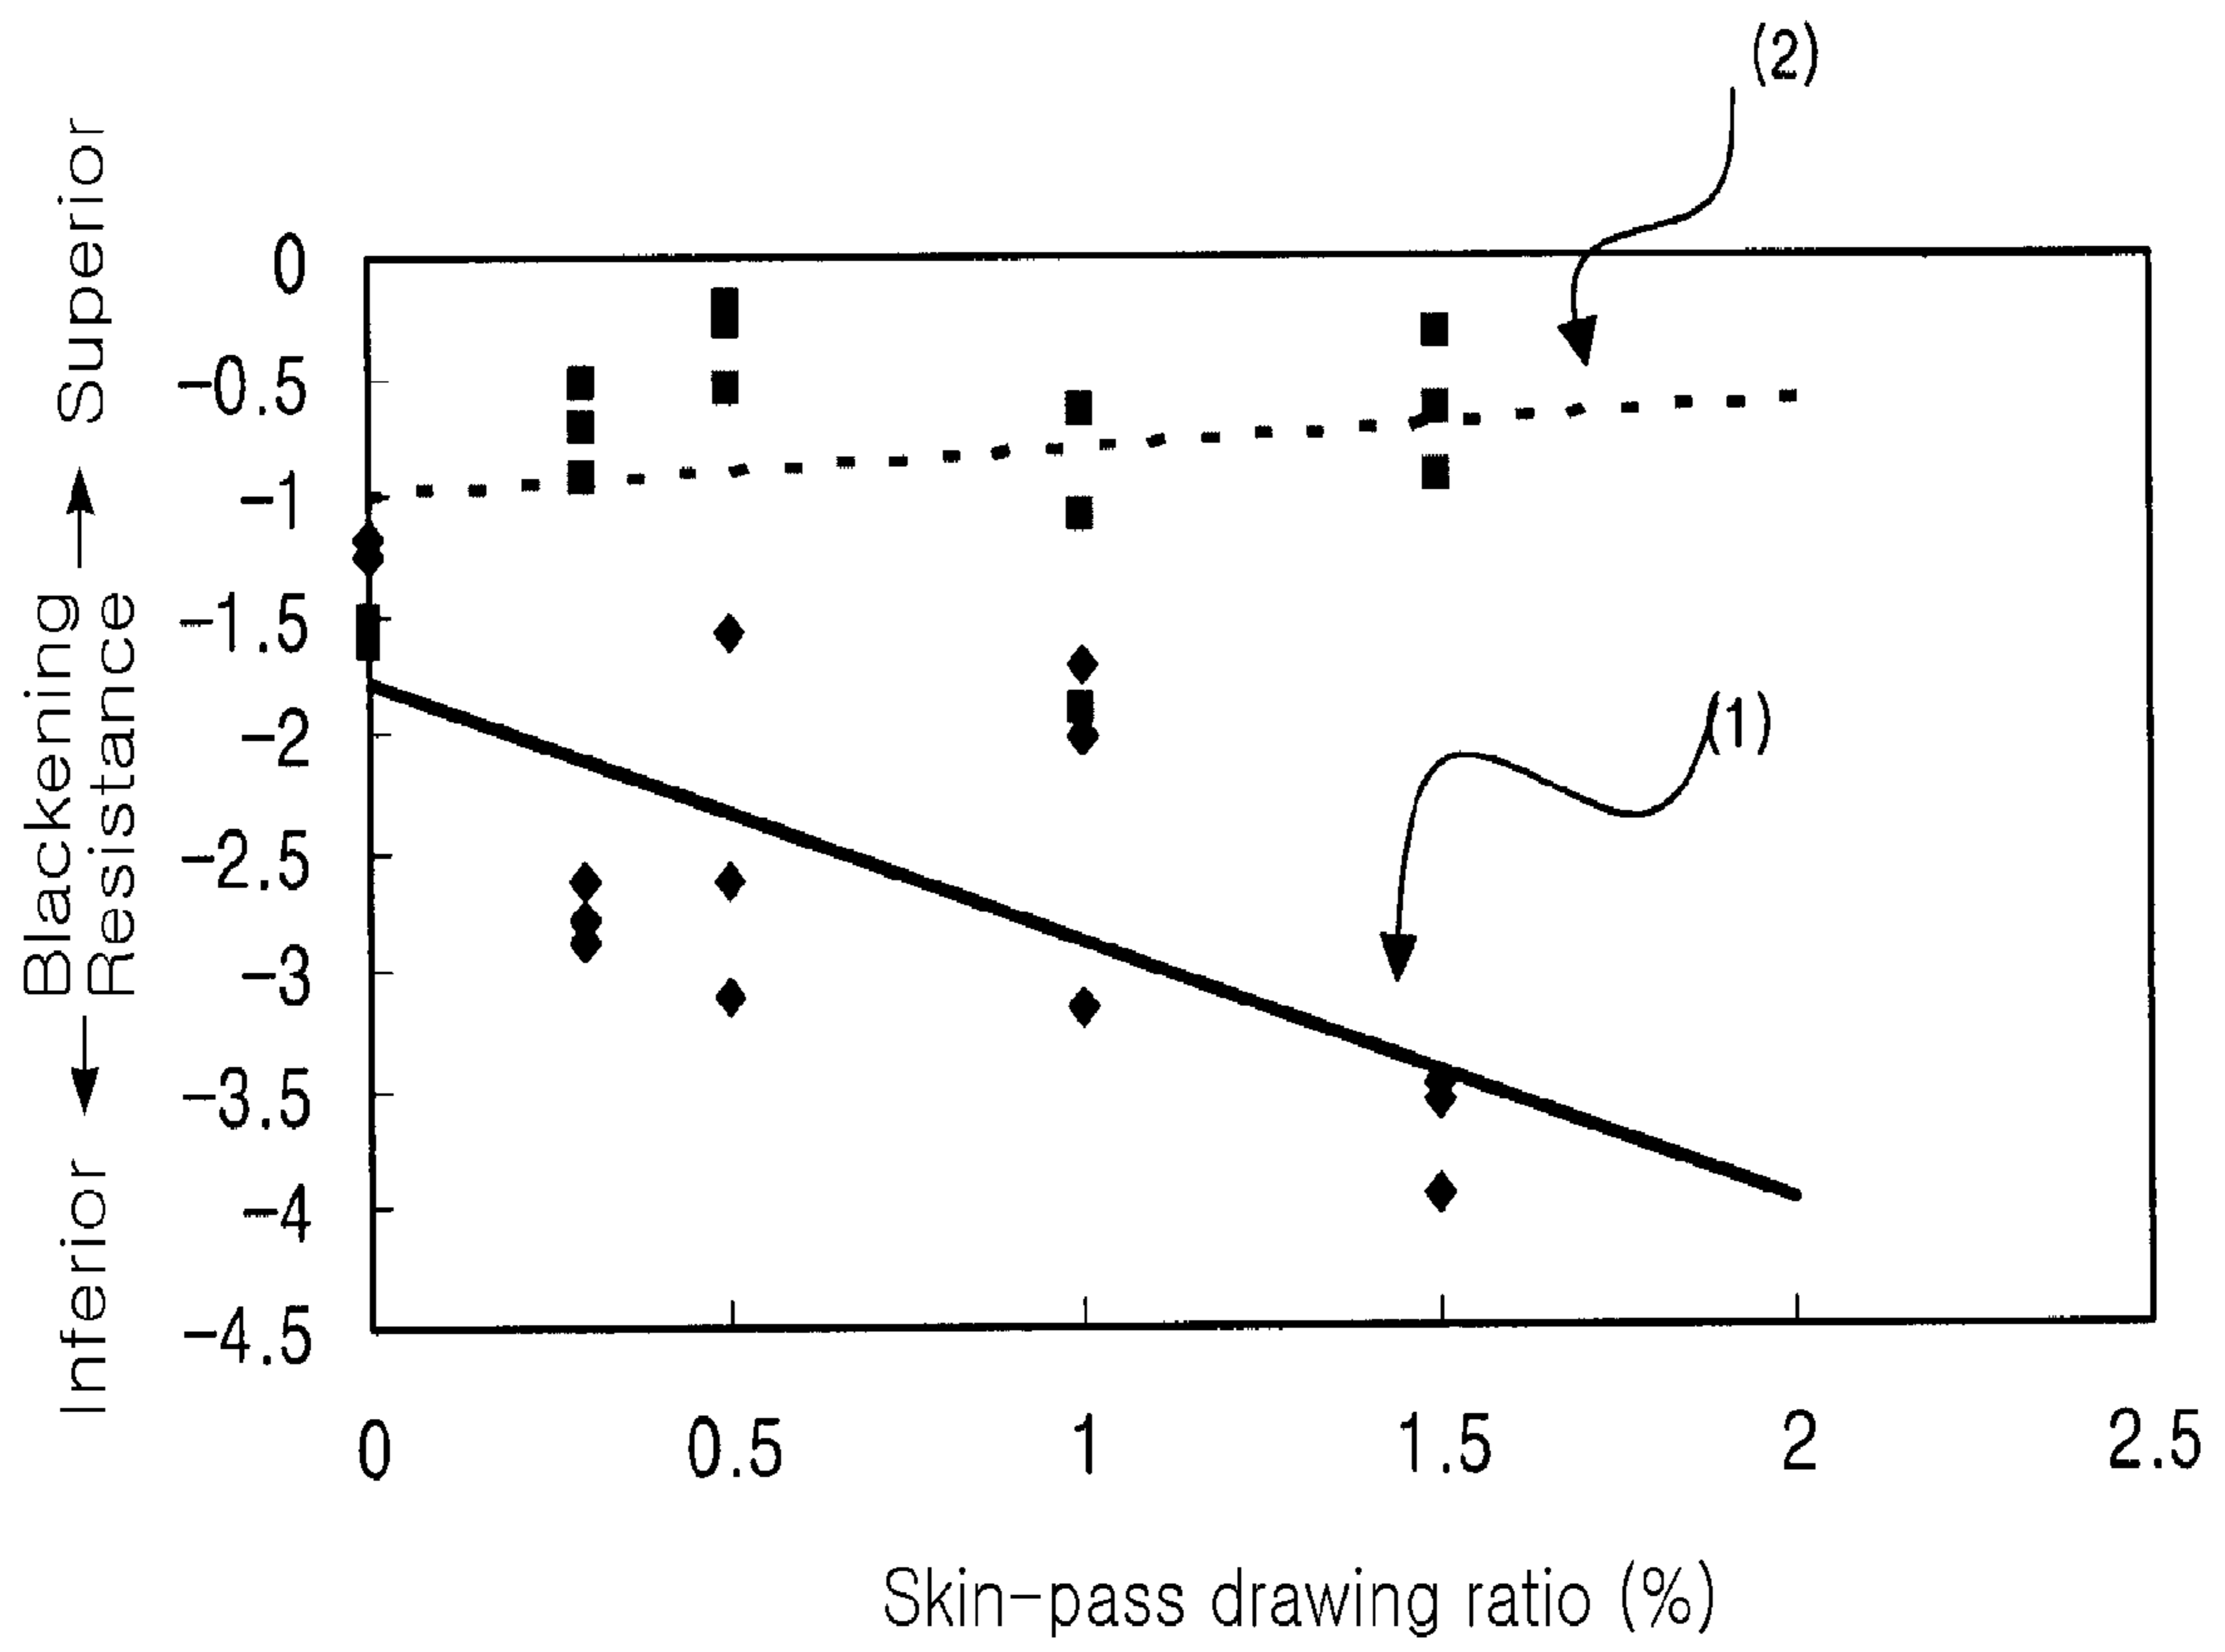 (2)
Superior
Blackening
Resistance
Inferior
0
-0.5
-1
-1.5
-2
-2.5
-3
-3.5
-4
-4.5
(1)
0 0.5 1 1.5 2 2.5
Skin-pass drawing ratio (%)